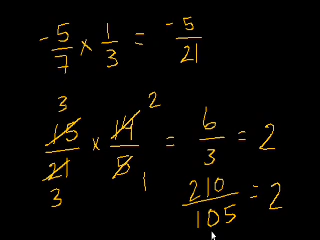 -5/7 × 1/3 = -5/21
3 2
15/21 × 14/5 = 6/3 = 2
3 1
210/105 = 2